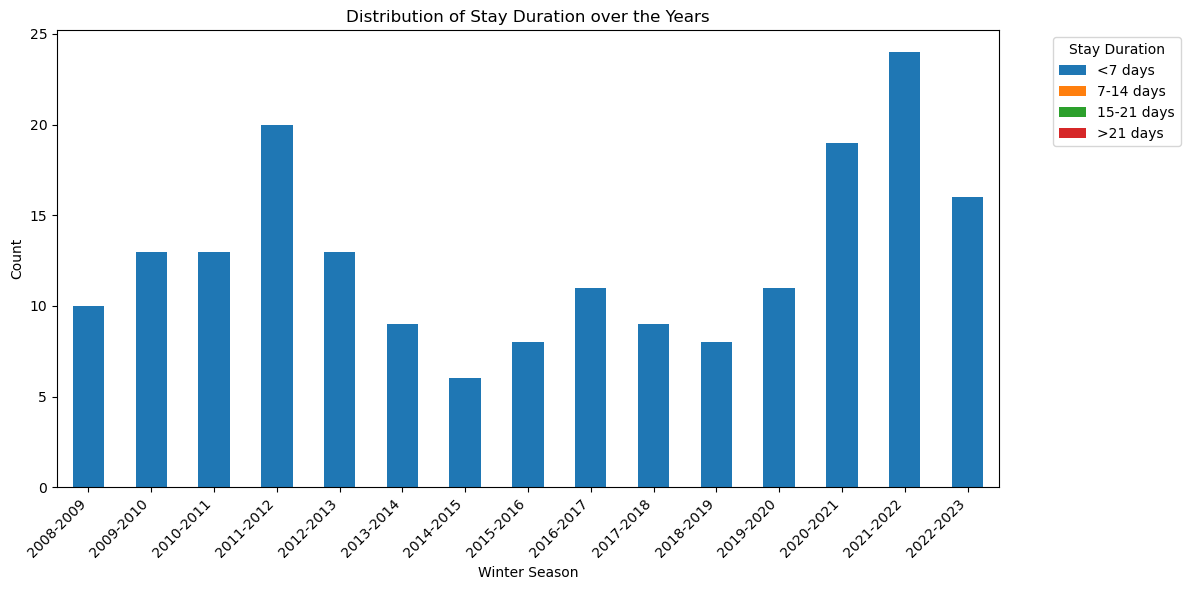 Distribution of Stay Duration over the Years
Stay Duration
<7 days
7-14 days
15-21 days
>21 days
Count
25
20
15
10
5
0
2008-2009
2009-2010
2010-2011
2011-2012
2012-2013
2013-2014
2014-2015
2015-2016
2016-2017
2017-2018
2018-2019
2019-2020
2020-2021
2021-2022
2022-2023
Winter Season